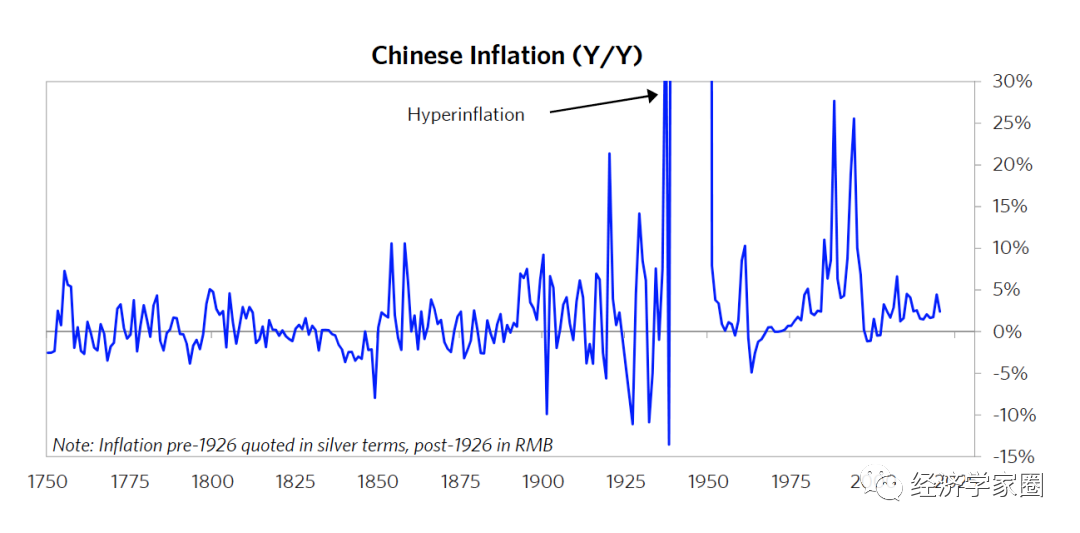 Chinese Inflation (Y/Y)
30%
Hyperinflation
25%
20%
15%
10%
5%
0%
-5%
-10%
Note: Inflation pre-1926 quoted in silver terms, post-1926 in RMB
-15%
1750 1775 1800 1825 1850 1875 1900 1925 1950 1975
经济学家圈